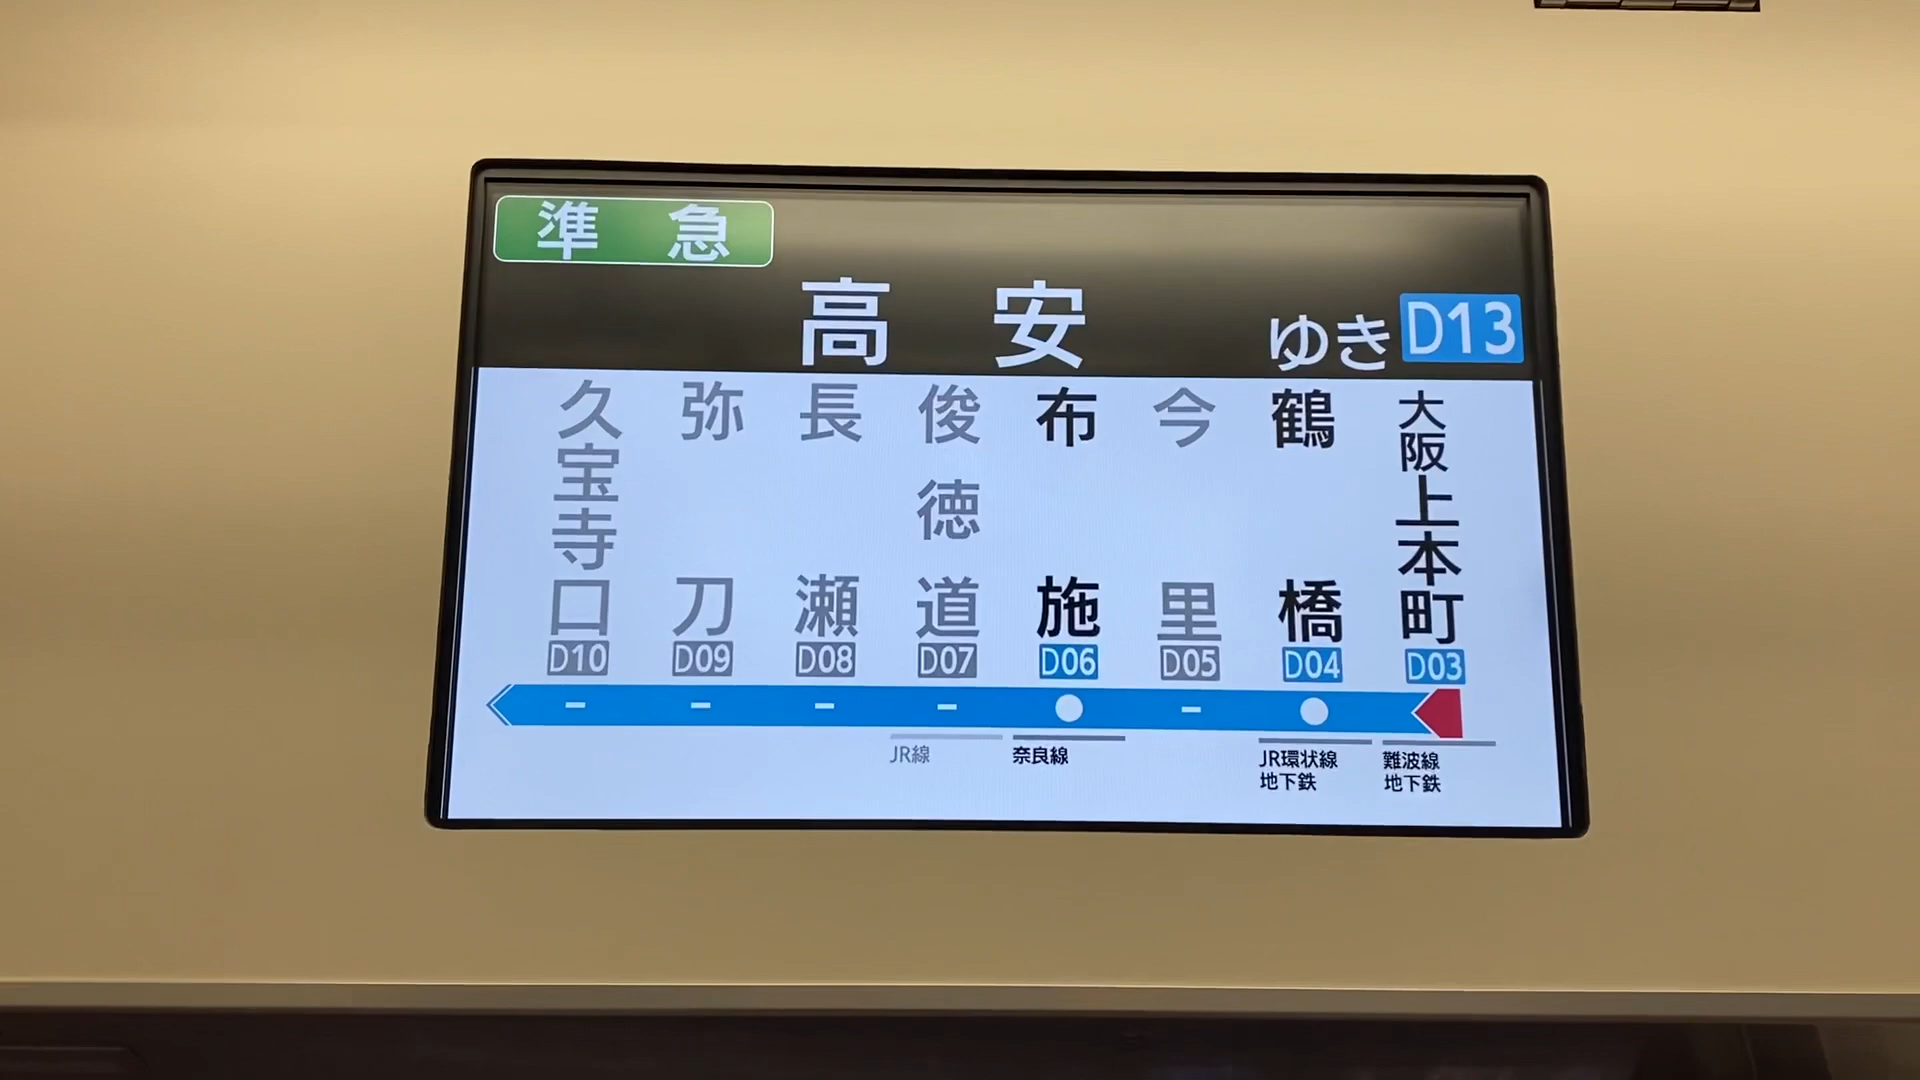 準急
高安 ゆき D13
久宝寺口
弥刀
長瀬
俊徳道
布施
今里
鶴橋
大阪上本町
D10 D09 D08 D07 D06 D05 D04 D03
JR線
奈良線
JR環状線
地下鉄
難波線
地下鉄